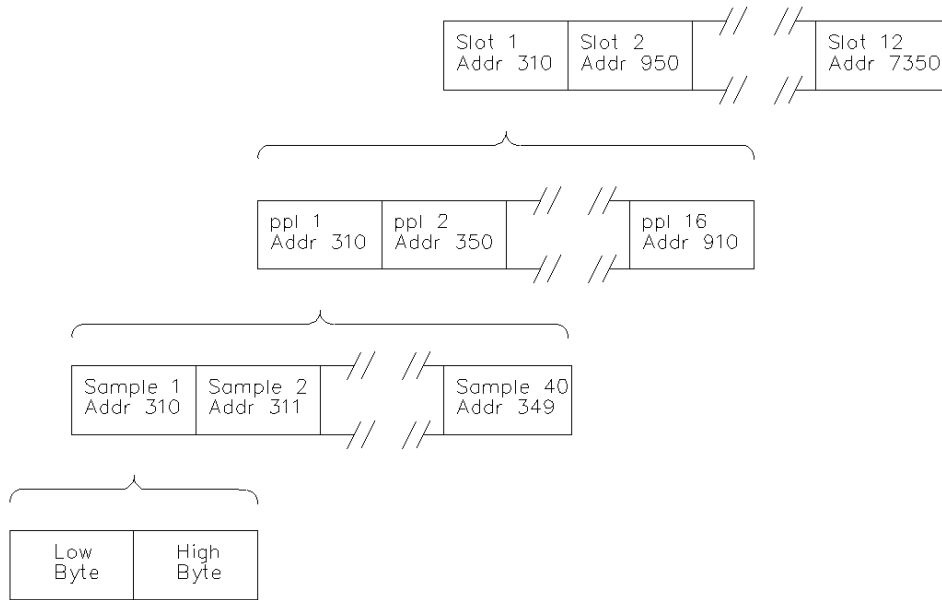 Slot 1
Addr 310
Slot 2
Addr 950
Slot 12
Addr 7350
ppl 1
Addr 310
ppl 2
Addr 350
ppl 16
Addr 910
Sample 1
Addr 310
Sample 2
Addr 311
Sample 40
Addr 349
Low
Byte
High
Byte